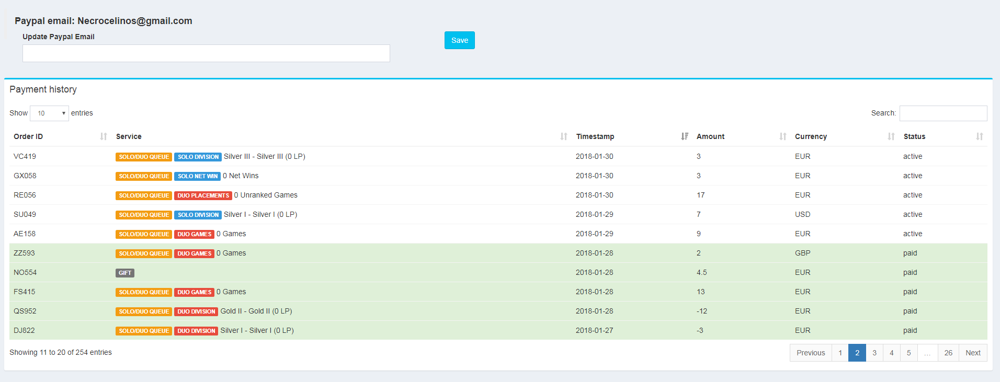 Paypal email: Necrocelinos@gmail.com
Update Paypal Email
Save
Payment history
Show 10 entries Search:
Order ID Service Timestamp Amount Currency Status
VC419 SOLO/DUO QUEUE SOLO DIVISION Silver III - Silver III (0 LP) 2018-01-30 3 EUR active
GX058 SOLO/DUO QUEUE SOLO NET WIN 0 Net Wins 2018-01-30 3 EUR active
RE056 SOLO/DUO QUEUE DUO PLACEMENTS 0 Unranked Games 2018-01-30 17 EUR active
SU049 SOLO/DUO QUEUE SOLO DIVISION Silver I - Silver I (0 LP) 2018-01-29 7 USD active
AE158 SOLO/DUO QUEUE DUO GAMES 0 Games 2018-01-29 9 EUR active
ZZ593 SOLO/DUO QUEUE DUO GAMES 0 Games 2018-01-28 2 GBP paid
NO554 GIFT 2018-01-28 4.5 EUR paid
FS415 SOLO/DUO QUEUE DUO GAMES 0 Games 2018-01-28 13 EUR paid
QS952 SOLO/DUO QUEUE DUO DIVISION Gold II - Gold II (0 LP) 2018-01-28 -12 EUR paid
DJ822 SOLO/DUO QUEUE DUO DIVISION Silver I - Silver I (0 LP) 2018-01-27 -3 EUR paid
Showing 11 to 20 of 254 entries Previous 1 2 3 4 5 ... 26 Next